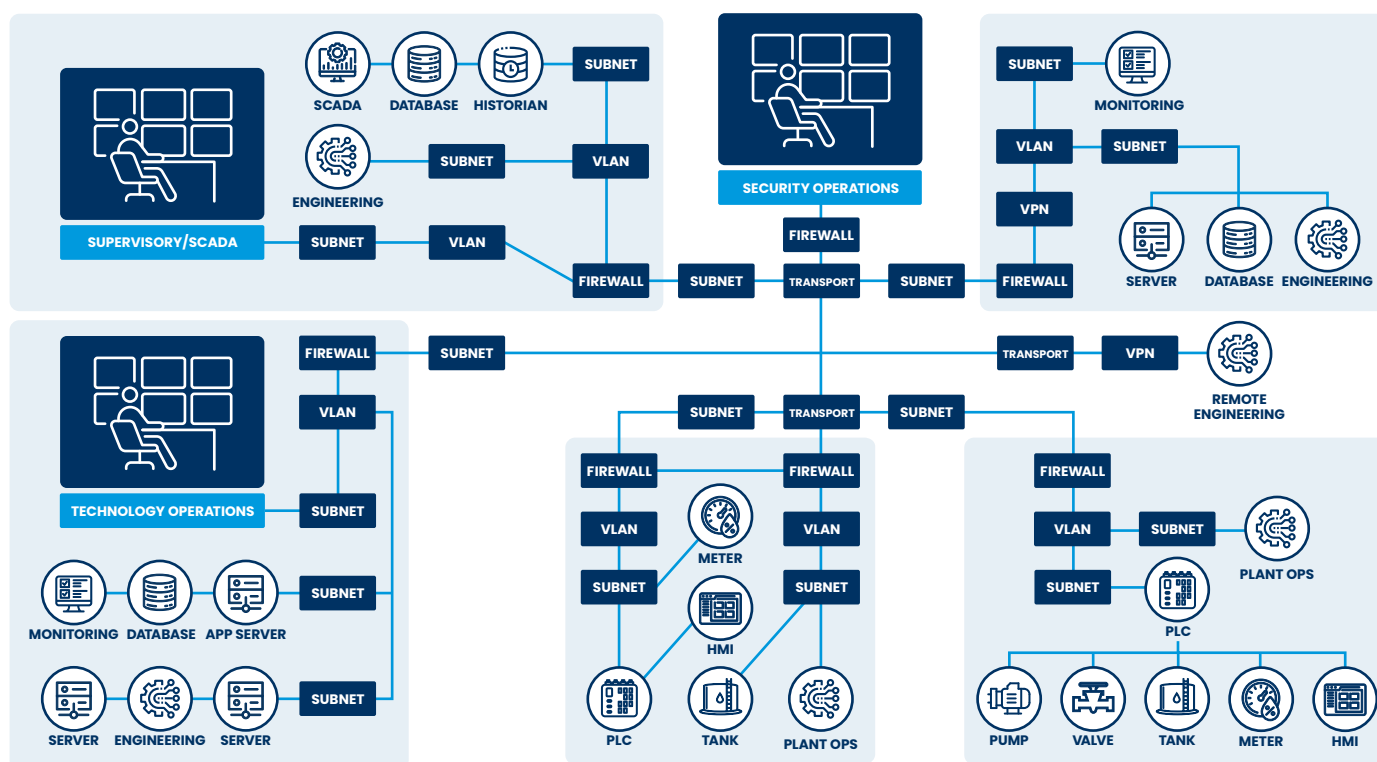 SCADA
DATABASE
HISTORIAN
SUBNET
ENGINEERING
SUBNET
VLAN
SUPERVISORY/SCADA
SUBNET
VLAN
FIREWALL
SUBNET
SECURITY OPERATIONS
FIREWALL
TRANSPORT
SUBNET
SUBNET
MONITORING
VLAN
SUBNET
VPN
FIREWALL
SERVER
DATABASE
ENGINEERING
FIREWALL
SUBNET
TRANSPORT
VPN
REMOTE
ENGINEERING
VLAN
TECHNOLOGY OPERATIONS
SUBNET
MONITORING
DATABASE
APP SERVER
SUBNET
SERVER
ENGINEERING
SERVER
SUBNET
SUBNET
TRANSPORT
SUBNET
FIREWALL
FIREWALL
VLAN
METER
VLAN
SUBNET
HMI
SUBNET
PLC
TANK
PLANT OPS
FIREWALL
VLAN
SUBNET
PLANT OPS
SUBNET
PLC
PUMP
VALVE
TANK
METER
HMI